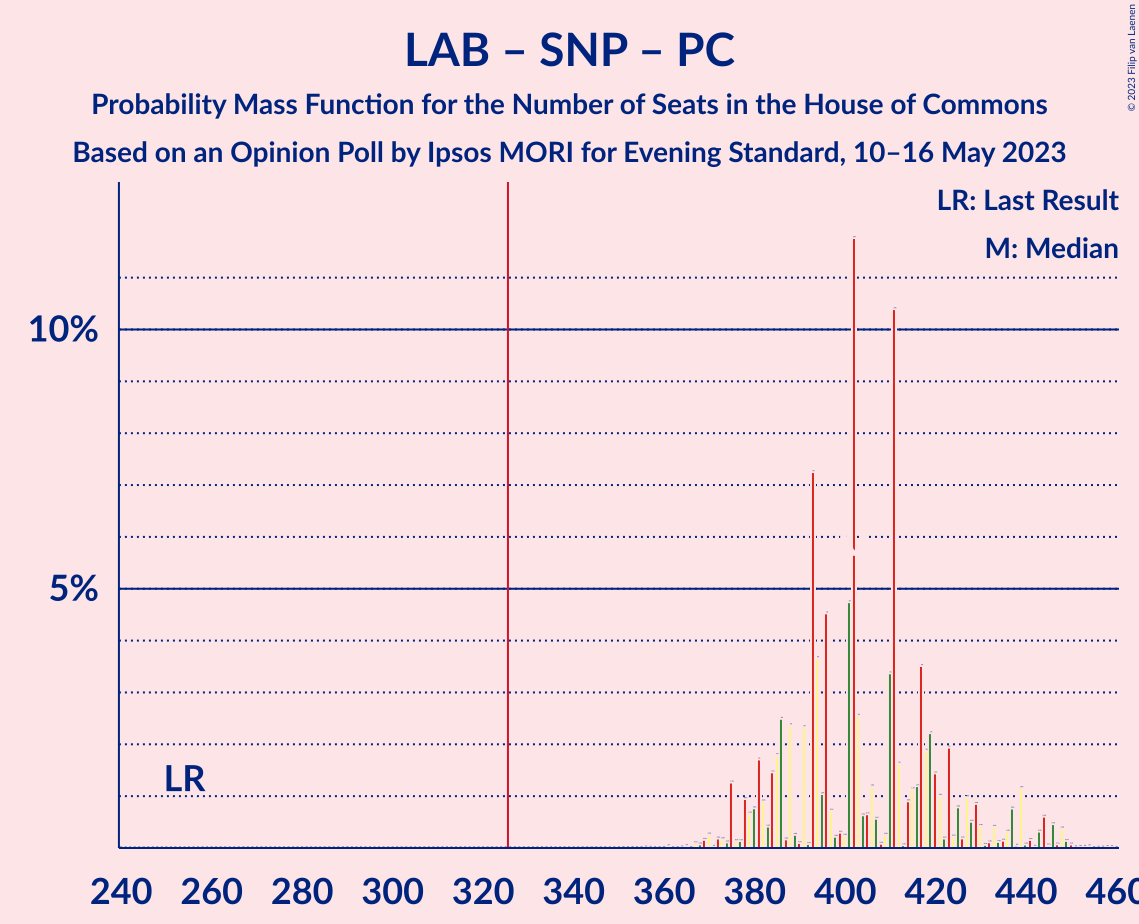 LAB – SNP – PC
Probability Mass Function for the Number of Seats in the House of Commons
Based on an Opinion Poll by Ipsos MORI for Evening Standard, 10–16 May 2023
© 2023 Filip van Laenen
LR: Last Result
M: Median
10%
5%
LR
240 260 280 300 320 340 360 380 400 420 440 460